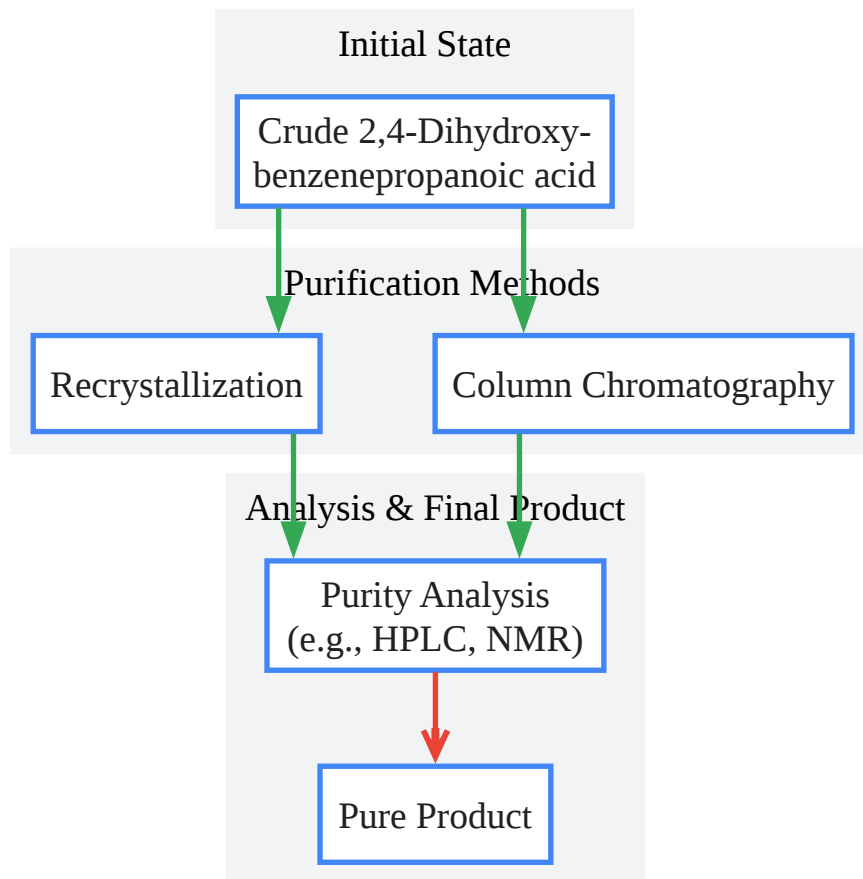 Initial State
Crude 2,4-Dihydroxy-
benzenepropanoic acid
Purification Methods
Recrystallization
Column Chromatography
Analysis & Final Product
Purity Analysis
(e.g., HPLC, NMR)
Pure Product